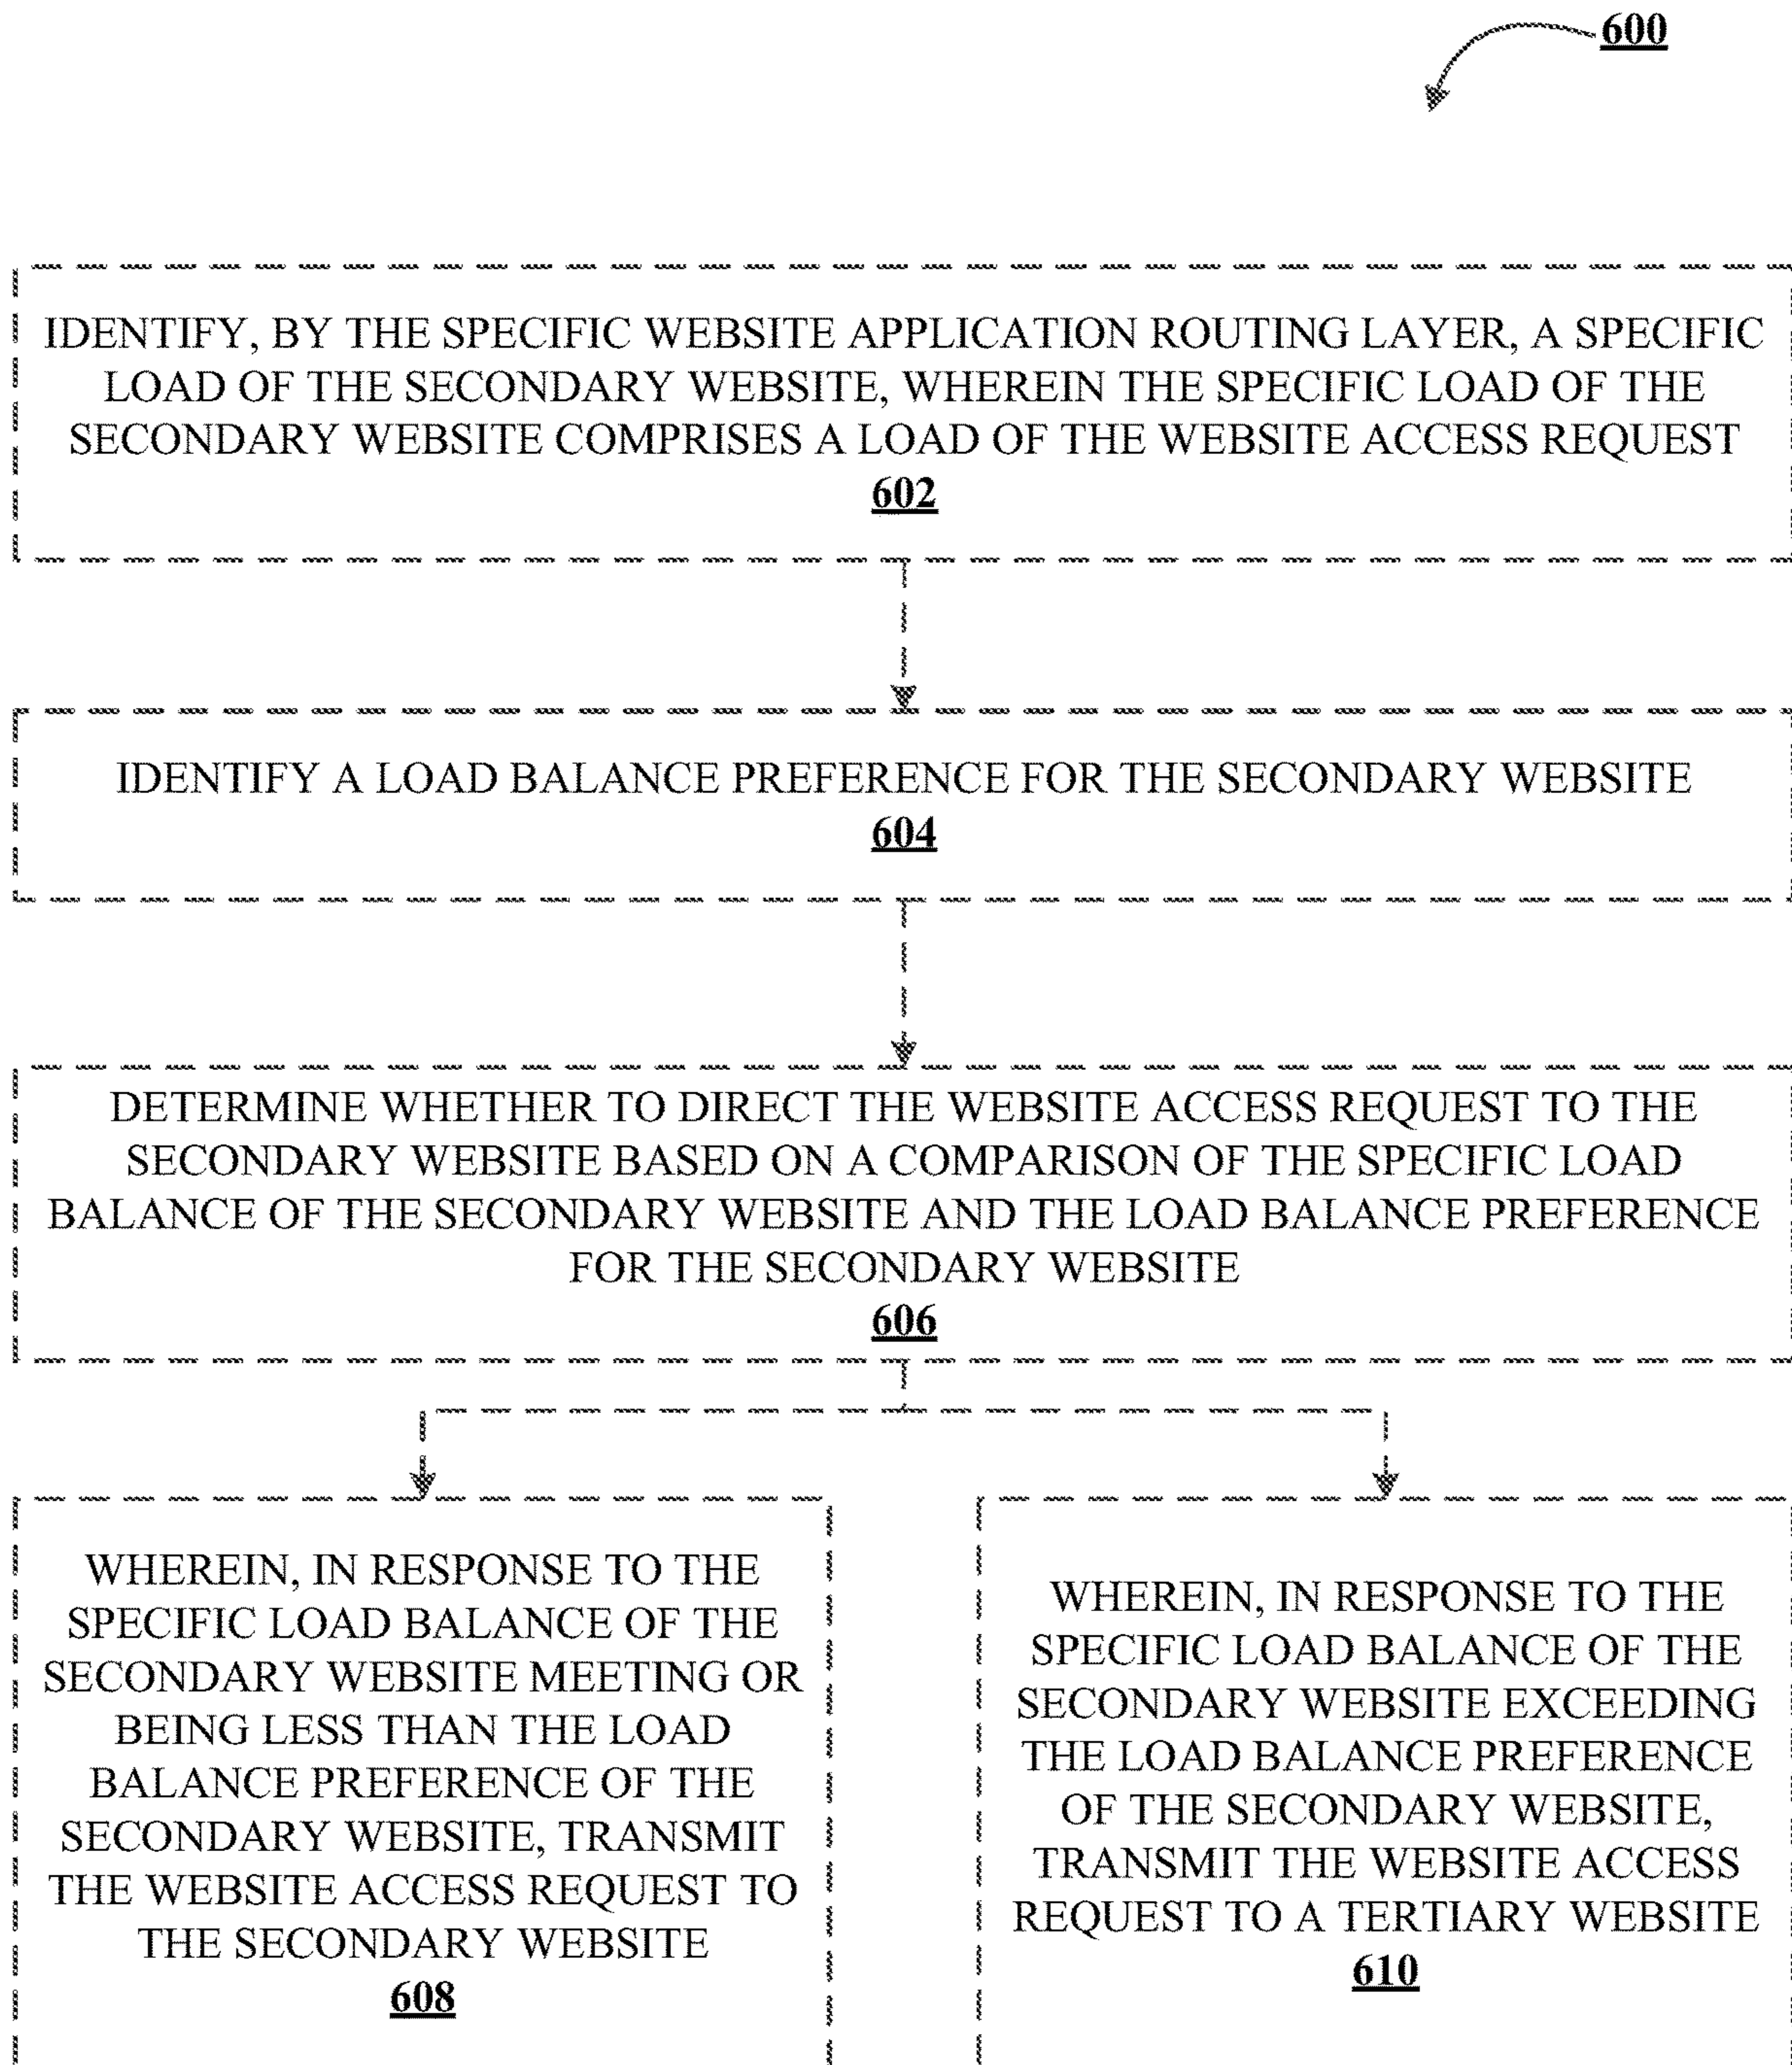 600
IDENTIFY, BY THE SPECIFIC WEBSITE APPLICATION ROUTING LAYER, A SPECIFIC
LOAD OF THE SECONDARY WEBSITE, WHEREIN THE SPECIFIC LOAD OF THE
SECONDARY WEBSITE COMPRISES A LOAD OF THE WEBSITE ACCESS REQUEST
602
IDENTIFY A LOAD BALANCE PREFERENCE FOR THE SECONDARY WEBSITE
604
DETERMINE WHETHER TO DIRECT THE WEBSITE ACCESS REQUEST TO THE
SECONDARY WEBSITE BASED ON A COMPARISON OF THE SPECIFIC LOAD
BALANCE OF THE SECONDARY WEBSITE AND THE LOAD BALANCE PREFERENCE
FOR THE SECONDARY WEBSITE
606
WHEREIN, IN RESPONSE TO THE
SPECIFIC LOAD BALANCE OF THE
SECONDARY WEBSITE MEETING OR
BEING LESS THAN THE LOAD
BALANCE PREFERENCE OF THE
SECONDARY WEBSITE, TRANSMIT
THE WEBSITE ACCESS REQUEST TO
THE SECONDARY WEBSITE
608
WHEREIN, IN RESPONSE TO THE
SPECIFIC LOAD BALANCE OF THE
SECONDARY WEBSITE EXCEEDING
THE LOAD BALANCE PREFERENCE
OF THE SECONDARY WEBSITE,
TRANSMIT THE WEBSITE ACCESS
REQUEST TO A TERTIARY WEBSITE
610